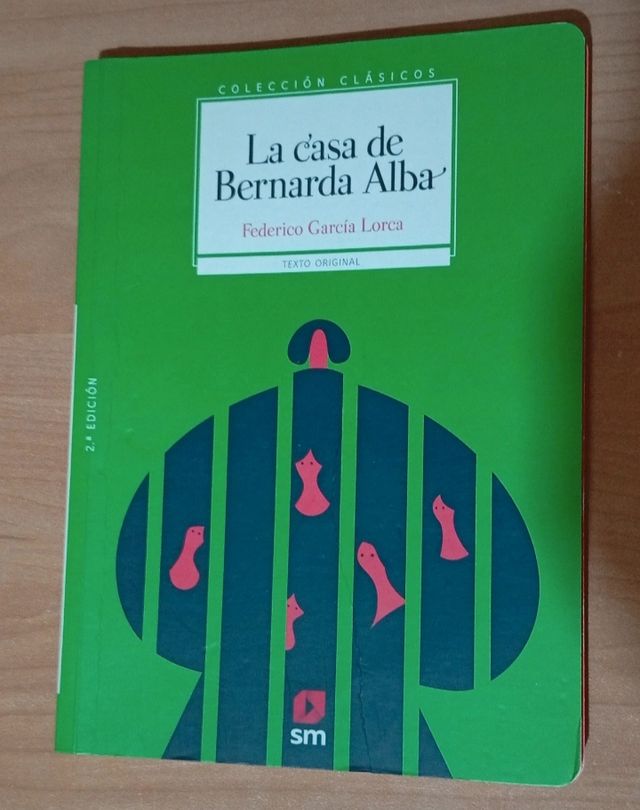 COLECCIÓN CLÁSICOS
La casa de
Bernarda Alba
Federico García Lorca
TEXTO ORIGINAL
2.ª EDICIÓN
sm